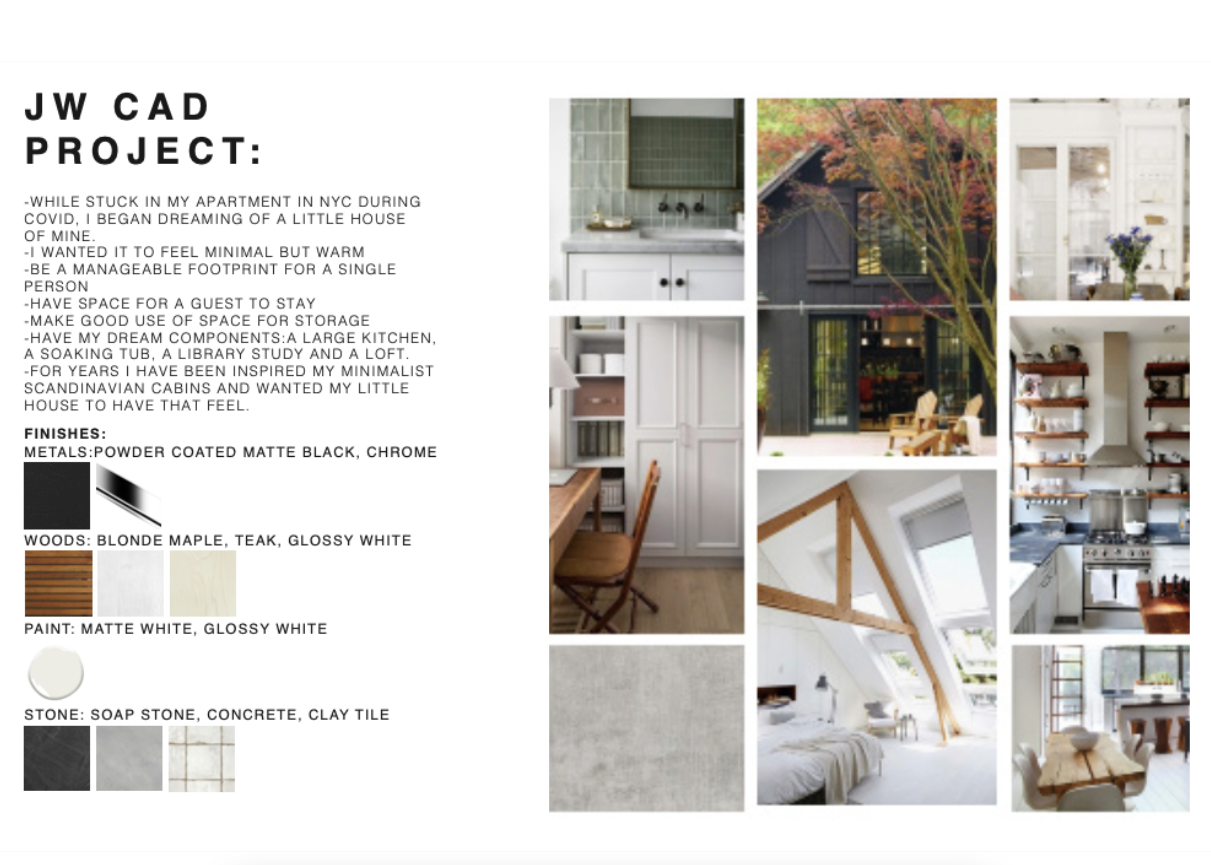 JW CAD
PROJECT:
-WHILE STUCK IN MY APARTMENT IN NYC DURING
COVID, I BEGAN DREAMING OF A LITTLE HOUSE
OF MINE.
-I WANTED IT TO FEEL MINIMAL BUT WARM
-BE A MANAGEABLE FOOTPRINT FOR A SINGLE
PERSON
-HAVE SPACE FOR A GUEST TO STAY
-MAKE GOOD USE OF SPACE FOR STORAGE
-HAVE MY DREAM COMPONENTS:A LARGE KITCHEN,
A SOAKING TUB, A LIBRARY STUDY AND A LOFT.
-FOR YEARS I HAVE BEEN INSPIRED MY MINIMALIST
SCANDINAVIAN CABINS AND WANTED MY LITTLE
HOUSE TO HAVE THAT FEEL.
FINISHES:
METALS:POWDER COATED MATTE BLACK, CHROME
WOODS: BLONDE MAPLE, TEAK, GLOSSY WHITE
PAINT: MATTE WHITE, GLOSSY WHITE
STONE: SOAP STONE, CONCRETE, CLAY TILE